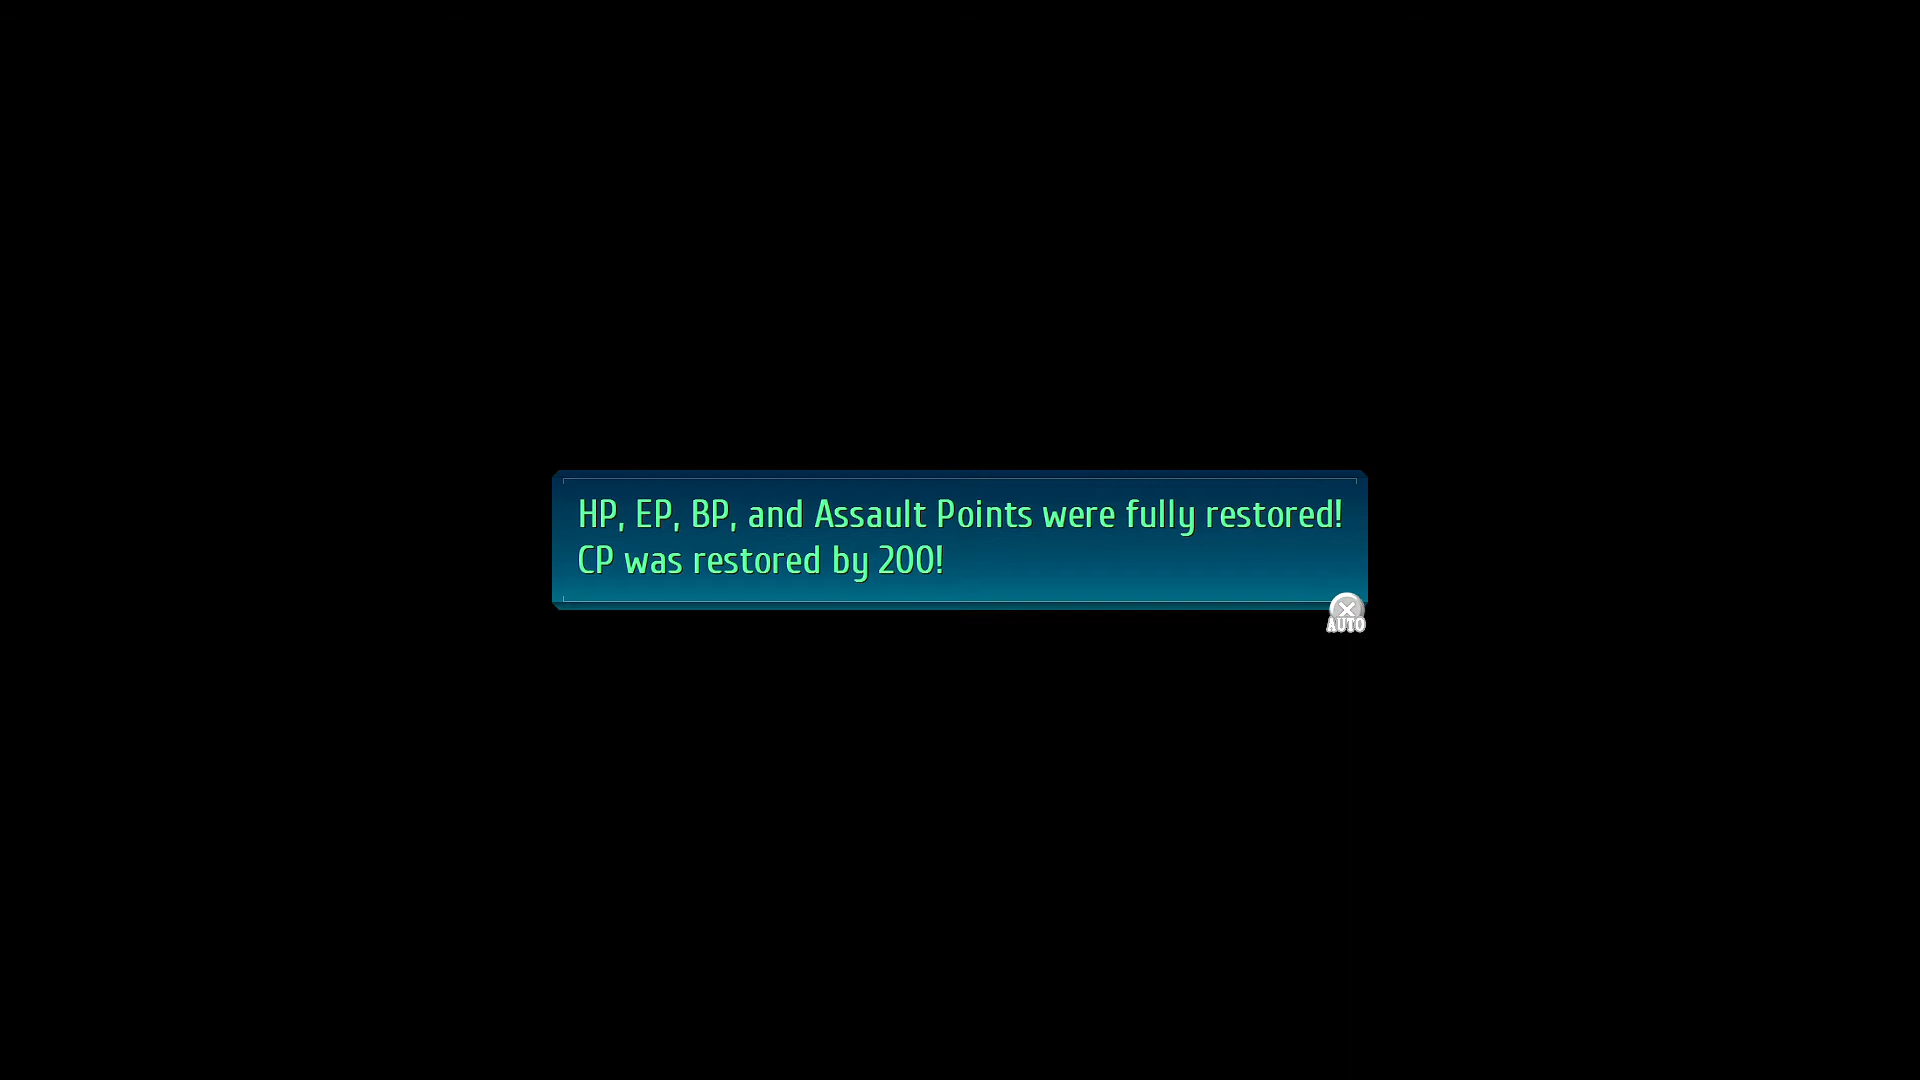 HP, EP, BP, and Assault Points were fully restored!
CP was restored by 200!
AUTO